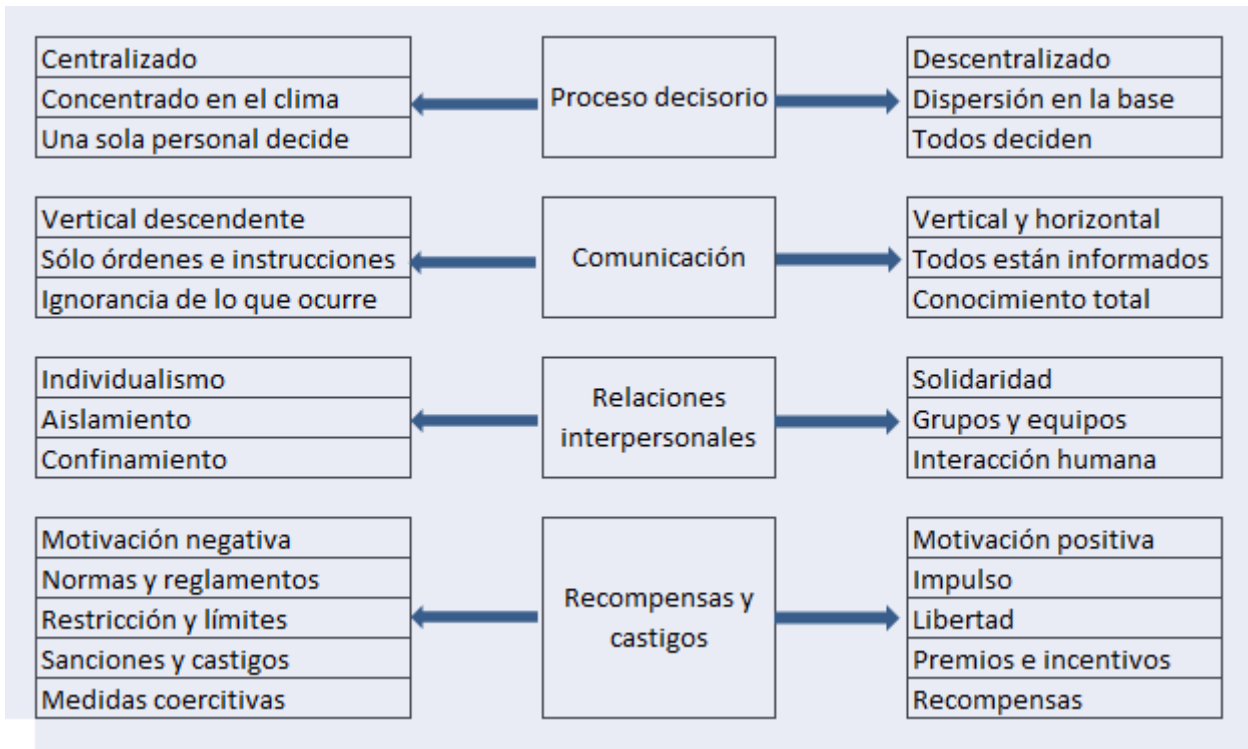 Centralizado
Concentrado en el clima
Una sola personal decide
Proceso decisorio
Descentralizado
Dispersión en la base
Todos deciden
Vertical descendente
Sólo órdenes e instrucciones
Ignorancia de lo que ocurre
Comunicación
Vertical y horizontal
Todos están informados
Conocimiento total
Individualismo
Aislamiento
Confinamiento
Relaciones
interpersonales
Solidaridad
Grupos y equipos
Interacción humana
Motivación negativa
Normas y reglamentos
Restricción y límites
Sanciones y castigos
Medidas coercitivas
Recompensas y
castigos
Motivación positiva
Impulso
Libertad
Premios e incentivos
Recompensas